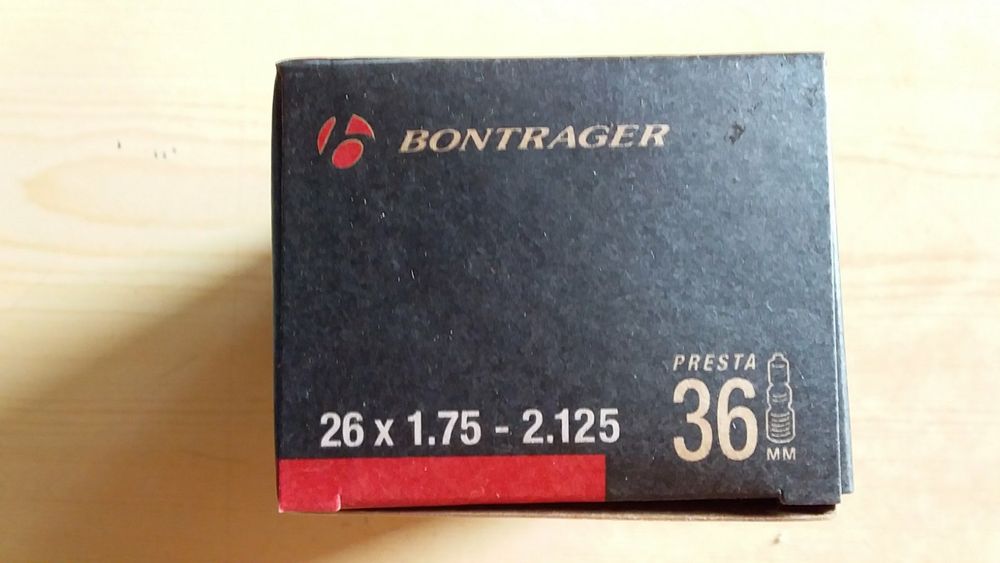 BONTRAGER
PRESTA
26 x 1.75 - 2.125
36
MM